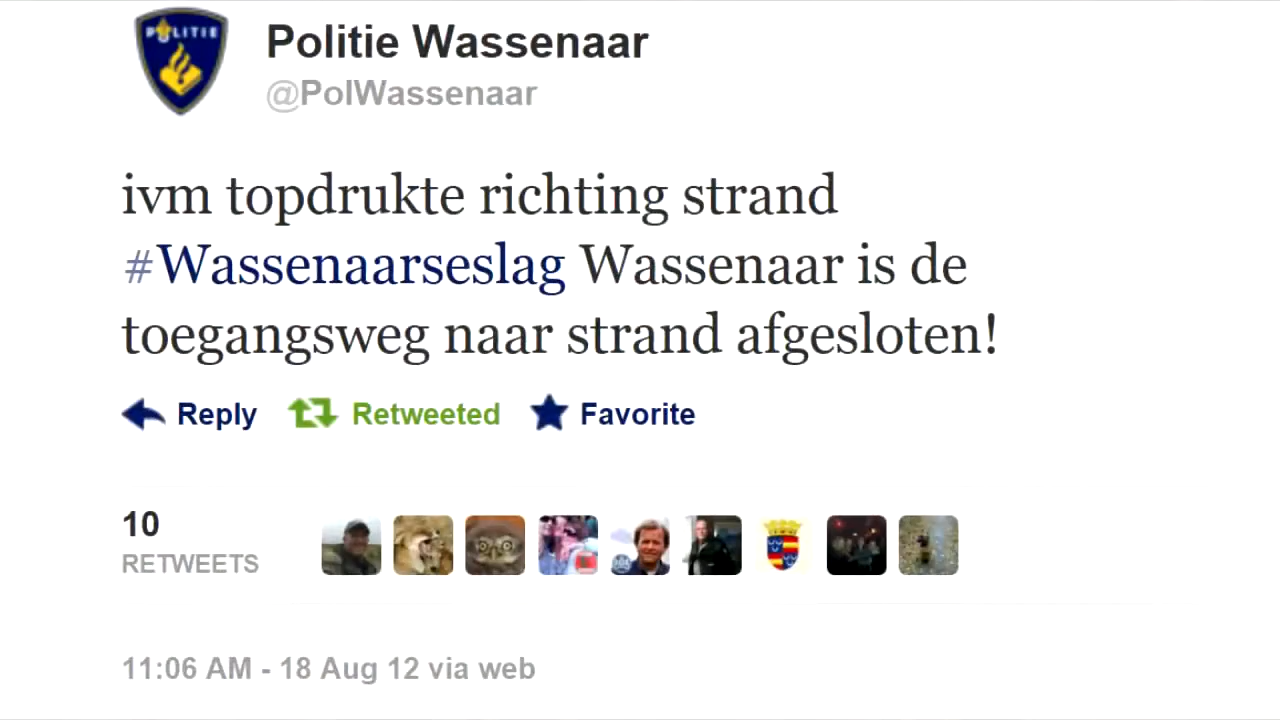 POLITIE
Politie Wassenaar
@PolWassenaar
ivm topdrukte richting strand
#Wassenaarseslag Wassenaar is de
toegangsweg naar strand afgesloten!
Reply Retweeted Favorite
10
RETWEETS
11:06 AM - 18 Aug 12 via web